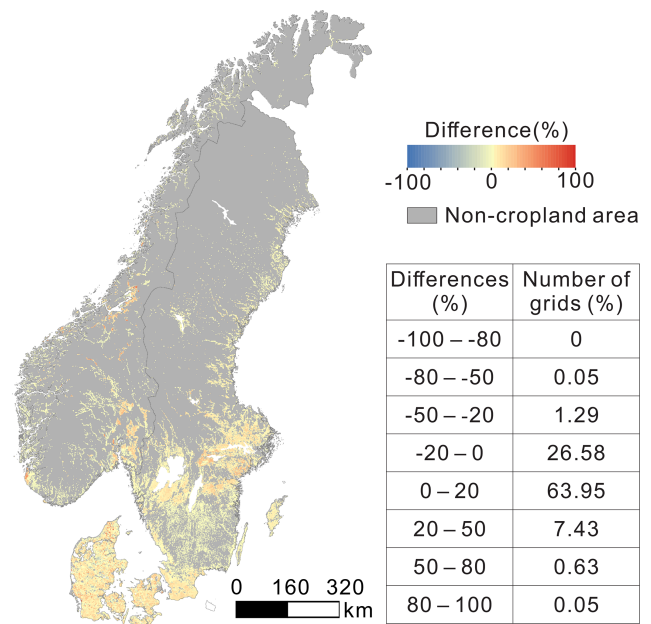 Difference(%)
-100 0 100
Non-cropland area
Differences (%) Number of grids (%)
-100 – -80 0
-80 – -50 0.05
-50 – -20 1.29
-20 – 0 26.58
0 – 20 63.95
20 – 50 7.43
50 – 80 0.63
80 – 100 0.05
0 160 320
km